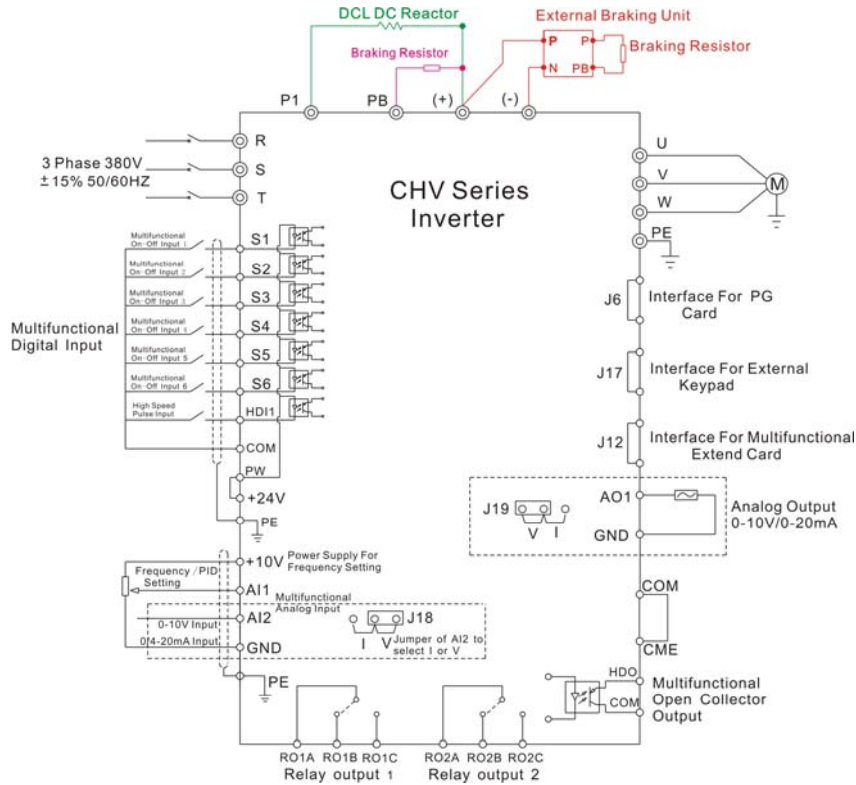 DCL DC Reactor
External Braking Unit
P
P
Braking Resistor
Braking Resistor
N
PB
P1
PB
(+)
(-)
R
S
T
3 Phase 380V
±15% 50/60HZ
CHV Series
Inverter
U
V
W
M
PE
Multifunctional
On-Off Input 1
S1
Multifunctional
On-Off Input 2
S2
Multifunctional
On-Off Input 3
S3
Multifunctional
On-Off Input 4
S4
Multifunctional
On-Off Input 5
S5
Multifunctional
On-Off Input 6
S6
High Speed
Pulse Input
HDI1
Multifunctional
Digital Input
COM
PW
+24V
PE
J6
Interface For PG
Card
J17
Interface For External
Keypad
J12
Interface For Multifunctional
Extend Card
J19
V
I
AO1
GND
Analog Output
0-10V/0-20mA
+10V
Power Supply For
Frequency Setting
Frequency /PID
Setting
AI1
Multifunctional
Analog Input
0-10V Input
AI2
J18
I
V
Jumper of AI2 to
select I or V
0/4-20mA Input
GND
PE
COM
CME
HDO
COM
Multifunctional
Open Collector
Output
RO1A
RO1B
RO1C
Relay output 1
RO2A
RO2B
RO2C
Relay output 2